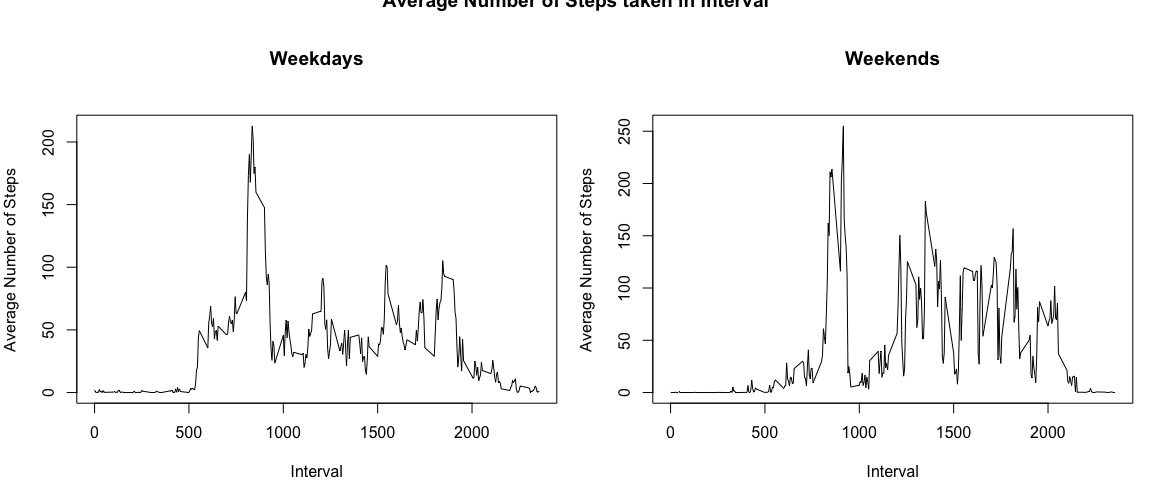 Average Number of Steps taken in Interval
Weekdays
Average Number of Steps
200
150
100
50
0
0 500 1000 1500 2000
Interval
Weekends
Average Number of Steps
250
200
150
100
50
0
0 500 1000 1500 2000
Interval